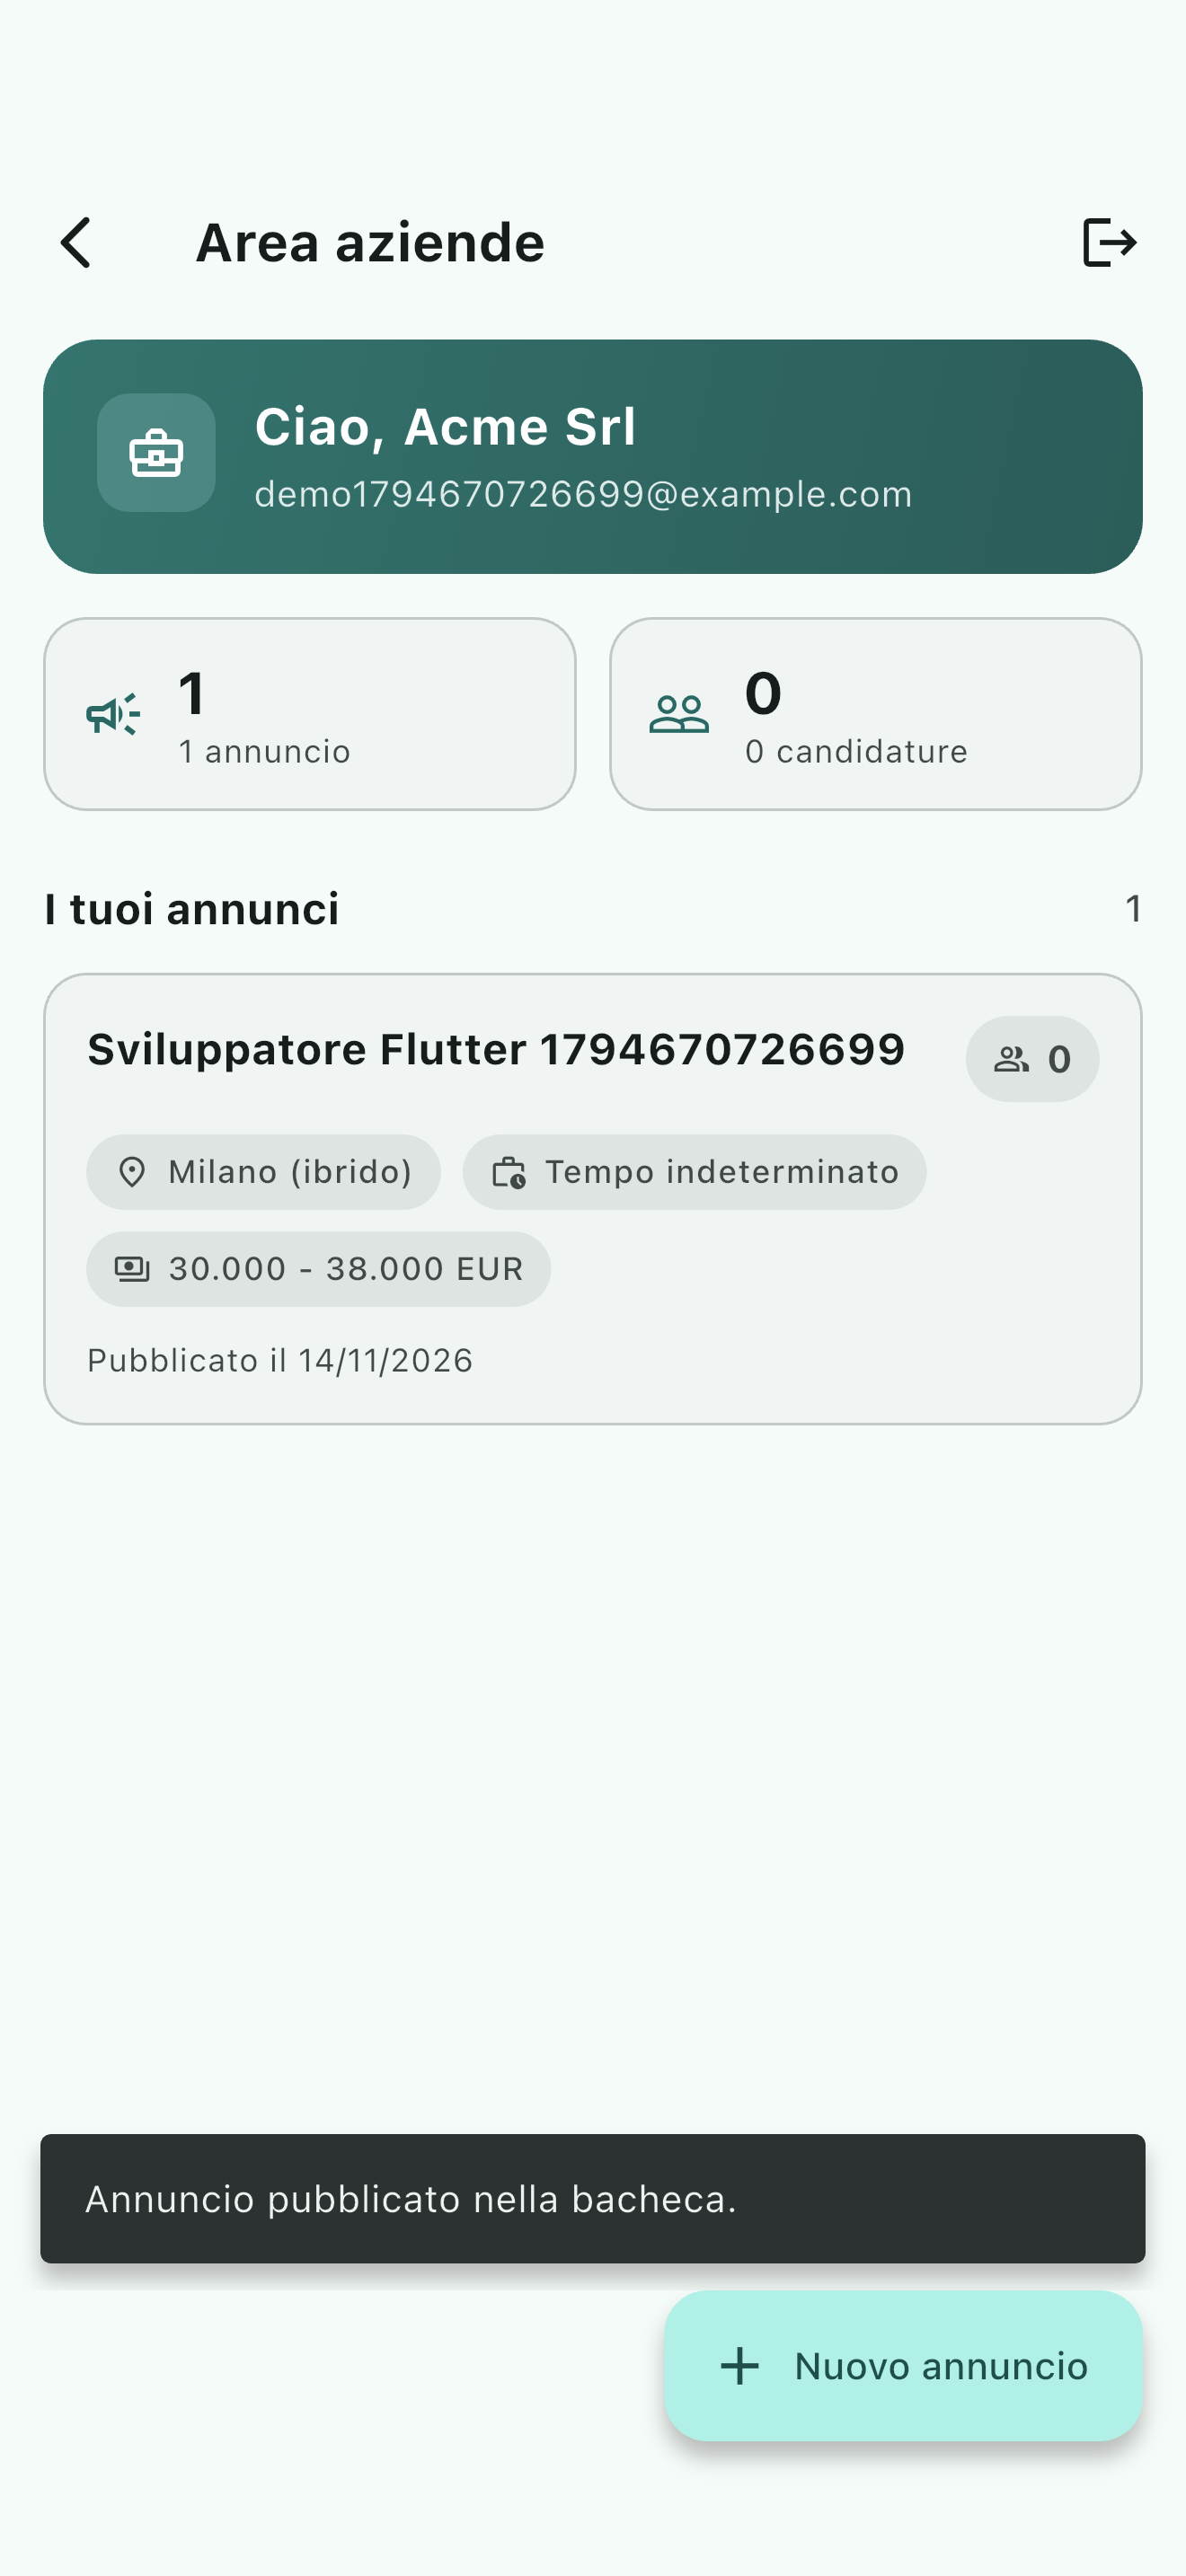 Area aziende
Ciao, Acme Srl
demo1794670726699@example.com
1
1 annuncio
0
0 candidature
I tuoi annunci
1
Sviluppatore Flutter 1794670726699
0
Milano (ibrido)
Tempo indeterminato
30.000 - 38.000 EUR
Pubblicato il 14/11/2026
Annuncio pubblicato nella bacheca.
Nuovo annuncio